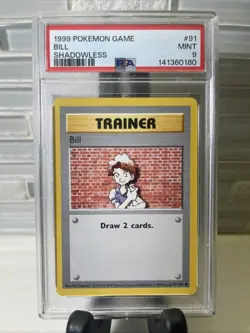 1999 POKEMON GAME #91
BILL MINT
SHADOWLESS 9
PSA 141360180
TRAINER
Bill
Draw 2 cards.